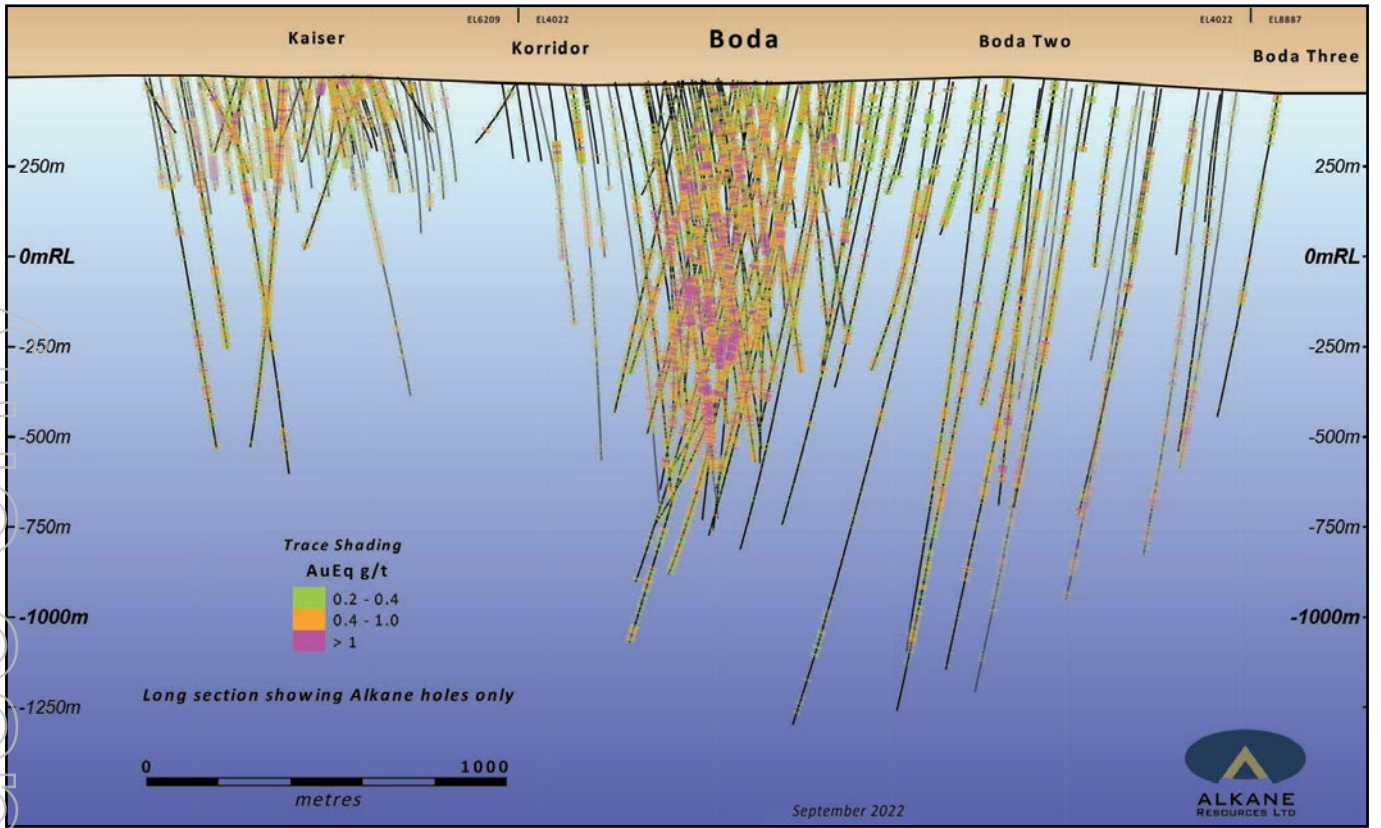 EL6209 EL4022
EL4022 EL8887
Kaiser
Korridor
Boda
Boda Two
Boda Three
250m
250m
0mRL
0mRL
-250m
-250m
-500m
-500m
-750m
-750m
-1000m
-1000m
-1250m
Trace Shading
AuEq g/t
0.2 - 0.4
0.4 - 1.0
> 1
Long section showing Alkane holes only
0 1000
metres
September 2022
ALKANE
RESOURCES LTD